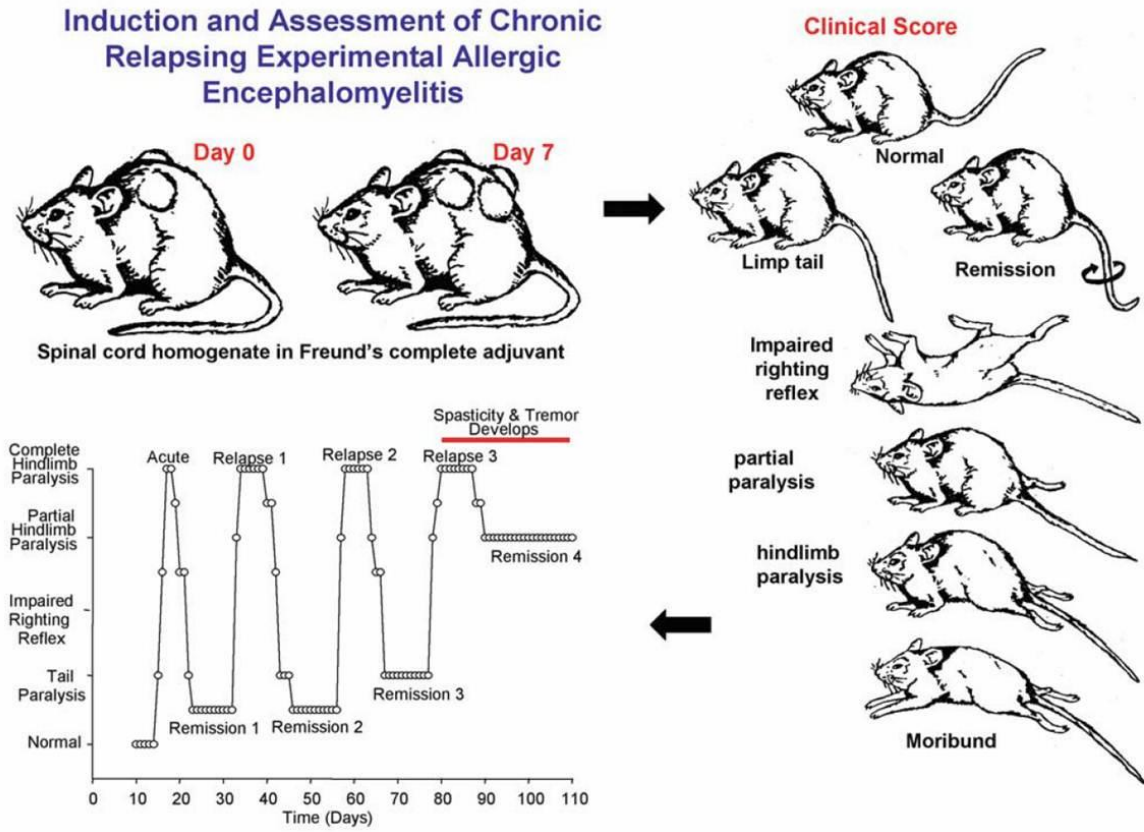 Induction and Assessment of Chronic
Relapsing Experimental Allergic
Encephalomyelitis
Day 0
Day 7
Spinal cord homogenate in Freund's complete adjuvant
Clinical Score
Normal
Limp tail
Remission
Impaired
righting
reflex
partial
paralysis
hindlimb
paralysis
Moribund
Spasticity & Tremor
Develops
Complete
Hindlimb
Paralysis
Partial
Hindlimb
Paralysis
Impaired
Righting
Reflex
Tail
Paralysis
Normal
Acute
Relapse 1
Relapse 2
Relapse 3
Remission 4
Remission 3
Remission 1
Remission 2
0 10 20 30 40 50 60 70 80 90 100 110
Time (Days)